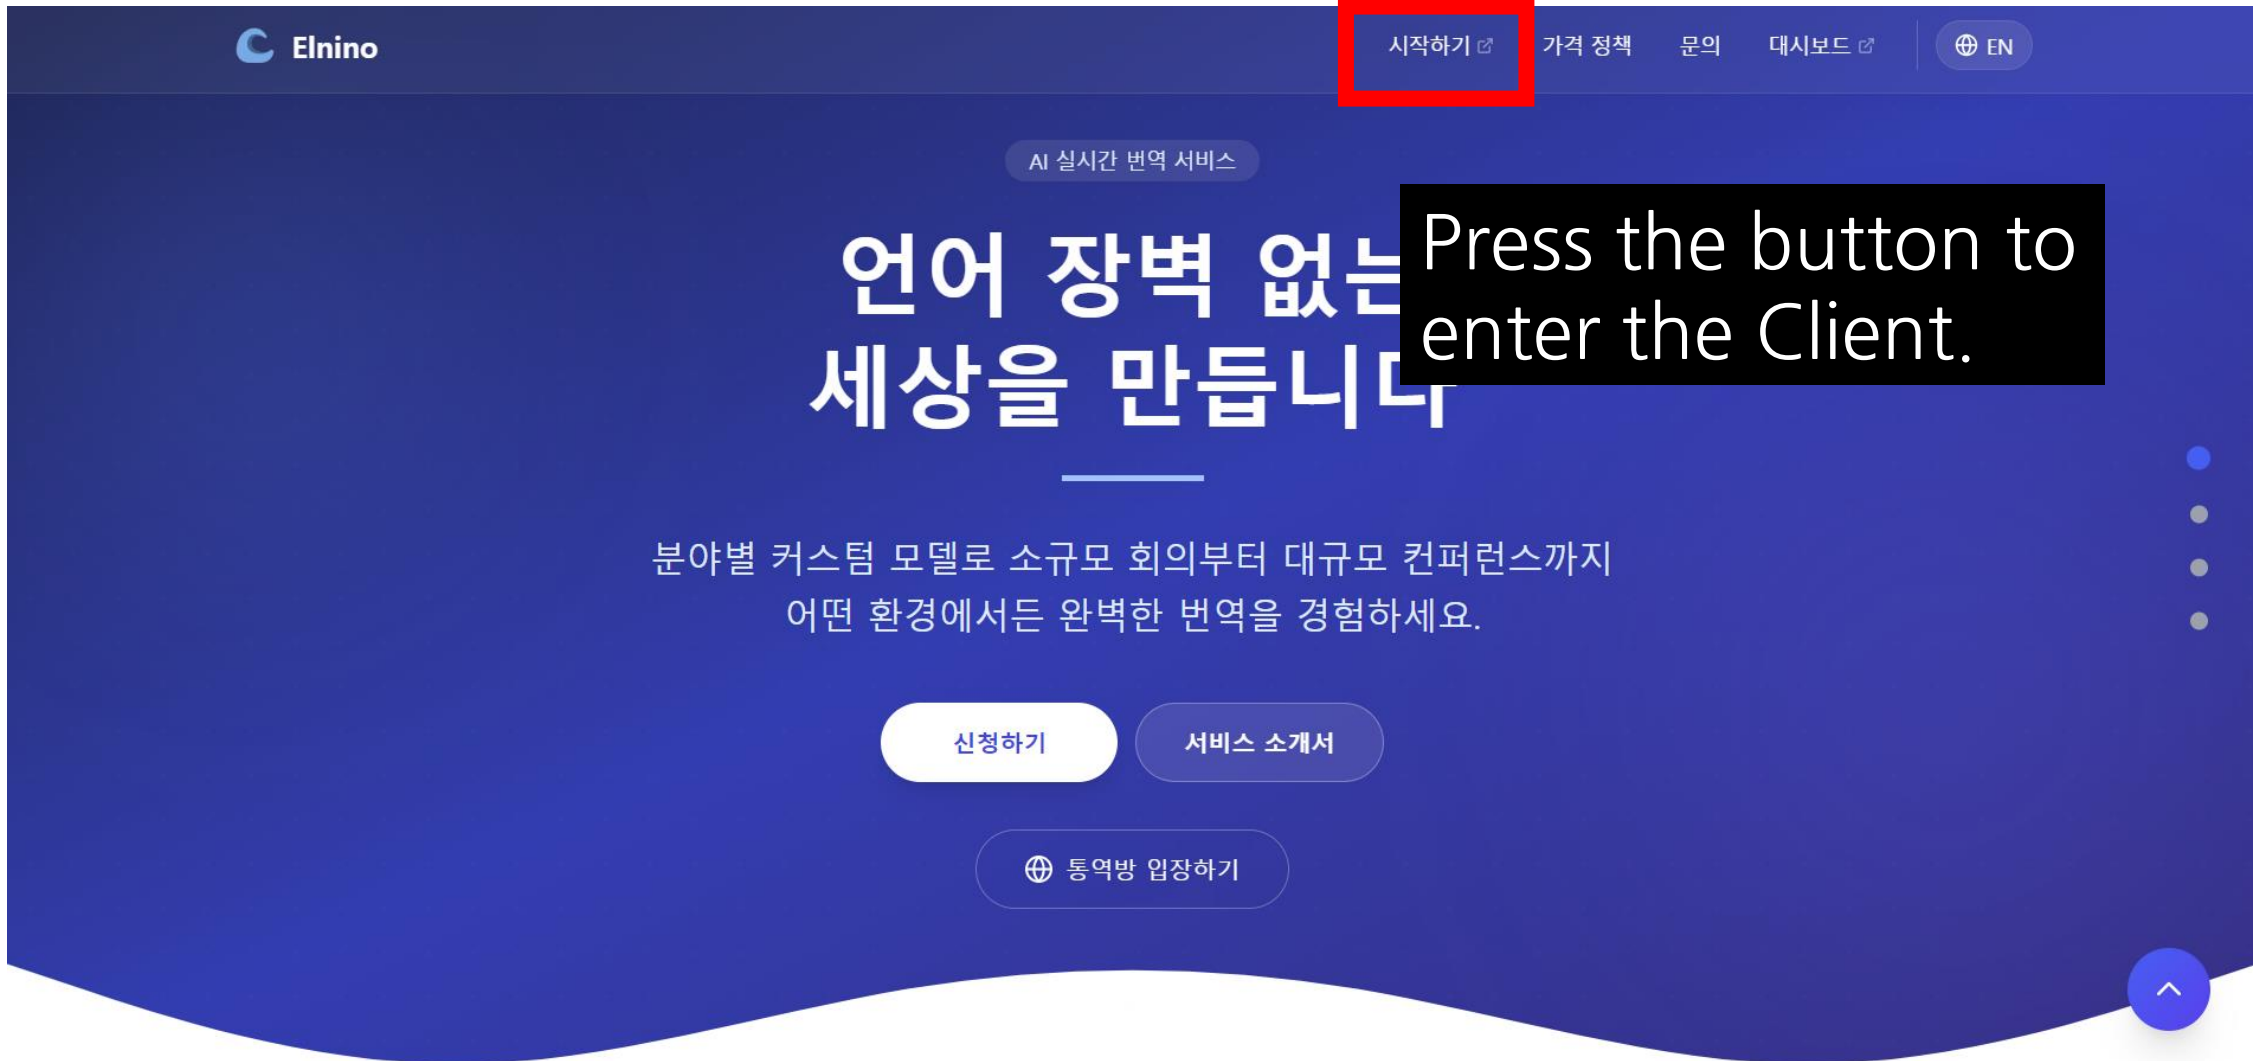 Elnino
시작하기
가격 정책
문의
대시보드
EN
AI 실시간 번역 서비스
언어 장벽 없는
세상을 만듭니다
Press the button to
enter the Client.
분야별 커스텀 모델로 소규모 회의부터 대규모 컨퍼런스까지
어떤 환경에서든 완벽한 번역을 경험하세요.
신청하기
서비스 소개서
통역방 입장하기